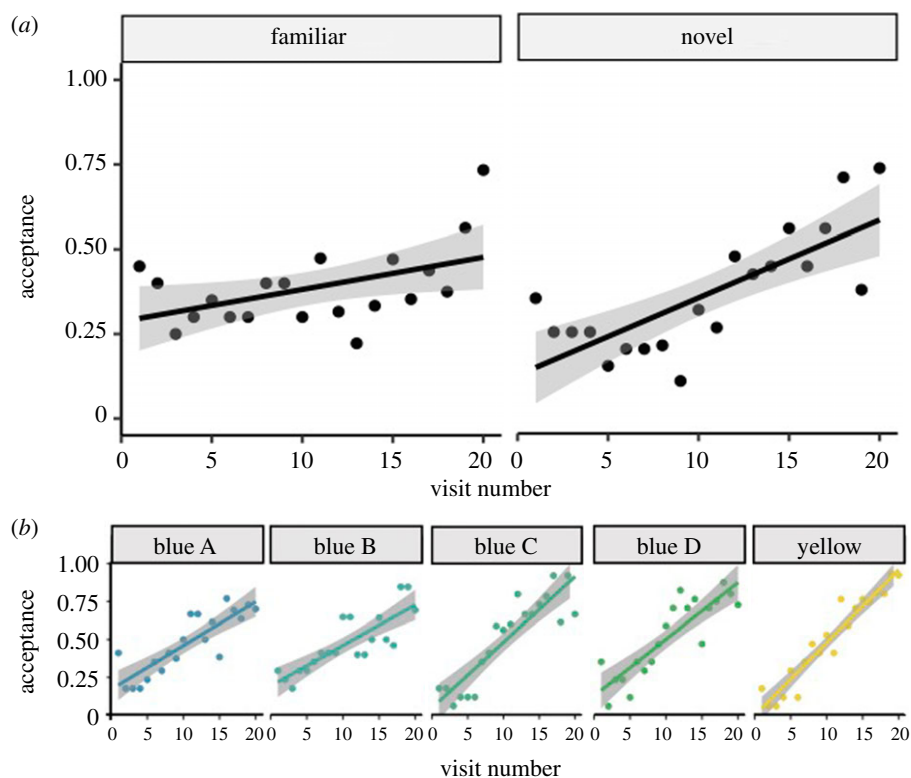 (a)
familiar novel
acceptance
1.00
0.75
0.50
0.25
0
0 5 10 15 20 0 5 10 15 20
visit number
(b)
blue A blue B blue C blue D yellow
acceptance
1.00
0.75
0.50
0.25
0
0 5 10 15 20 0 5 10 15 20 0 5 10 15 20 0 5 10 15 20 0 5 10 15 20
visit number